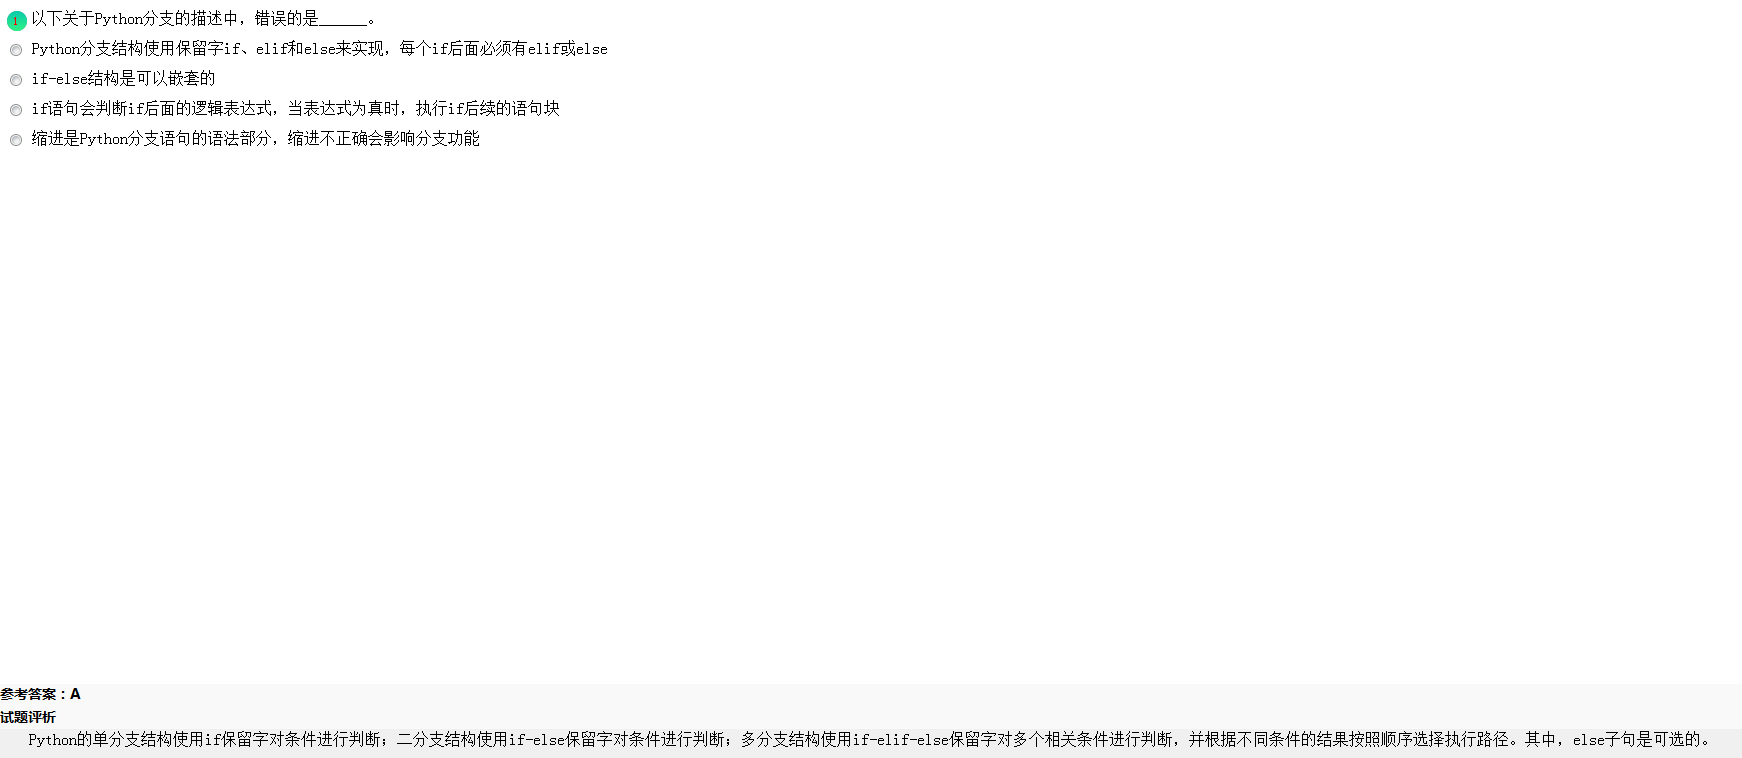 1 以下关于Python分支的描述中，错误的是______。
Python分支结构使用保留字if、elif和else来实现，每个if后面必须有elif或else
if-else结构是可以嵌套的
if语句会判断if后面的逻辑表达式，当表达式为真时，执行if后续的语句块
缩进是Python分支语句的语法部分，缩进不正确会影响分支功能
参考答案：A
试题评析
Python的单分支结构使用if保留字对条件进行判断；二分支结构使用if-else保留字对条件进行判断；多分支结构使用if-elif-else保留字对多个相关条件进行判断，并根据不同条件的结果按照顺序选择执行路径。其中，else子句是可选的。